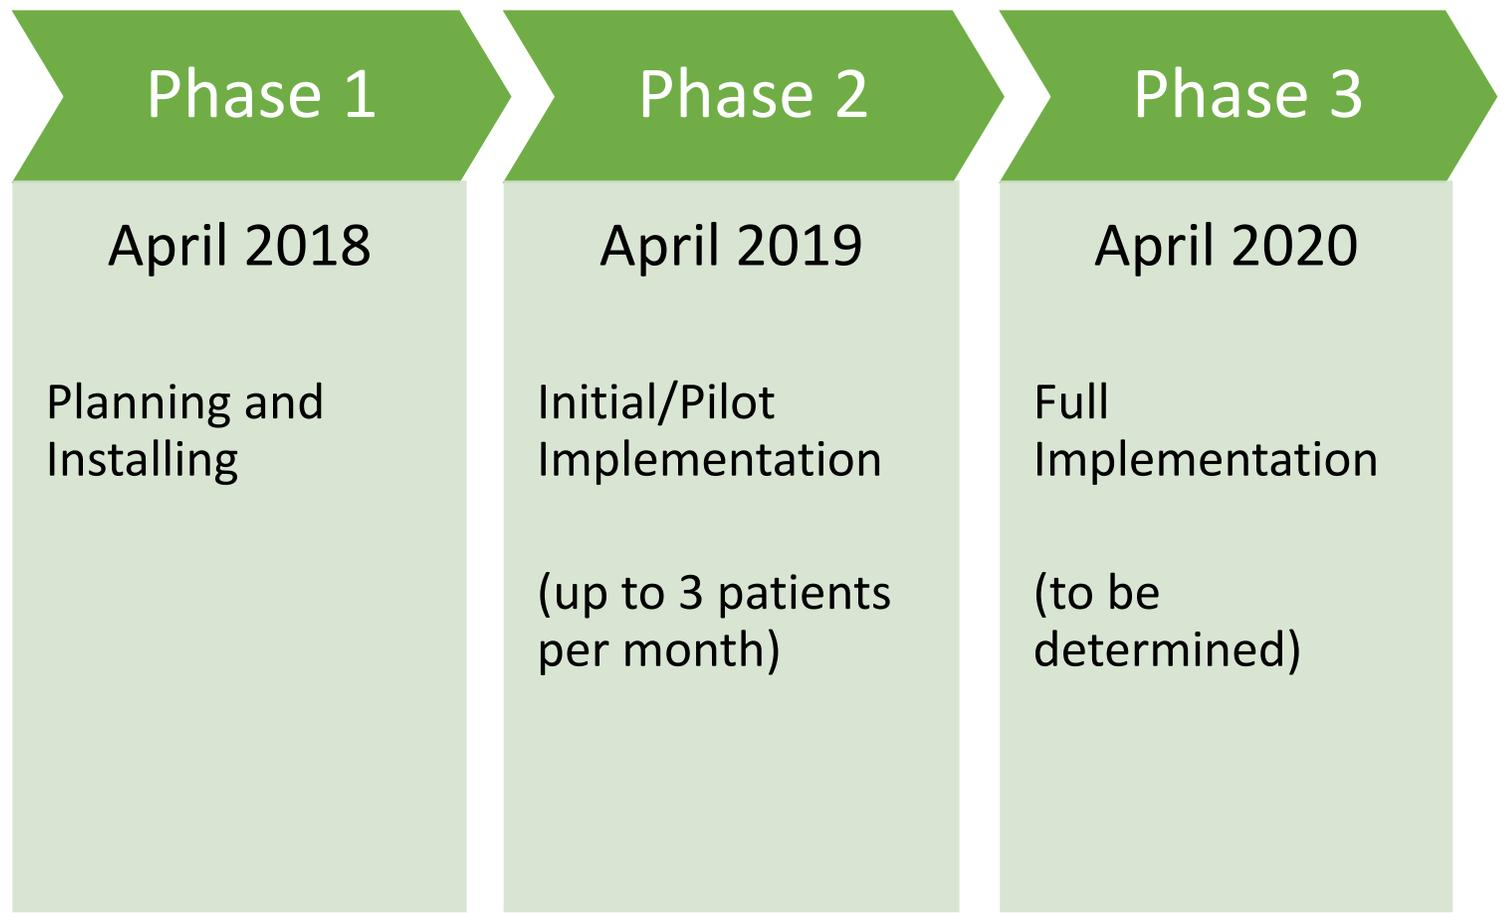 Phase 1
April 2018
Planning and
Installing
Phase 2
April 2019
Initial/Pilot
Implementation
(up to 3 patients
per month)
Phase 3
April 2020
Full
Implementation
(to be
determined)